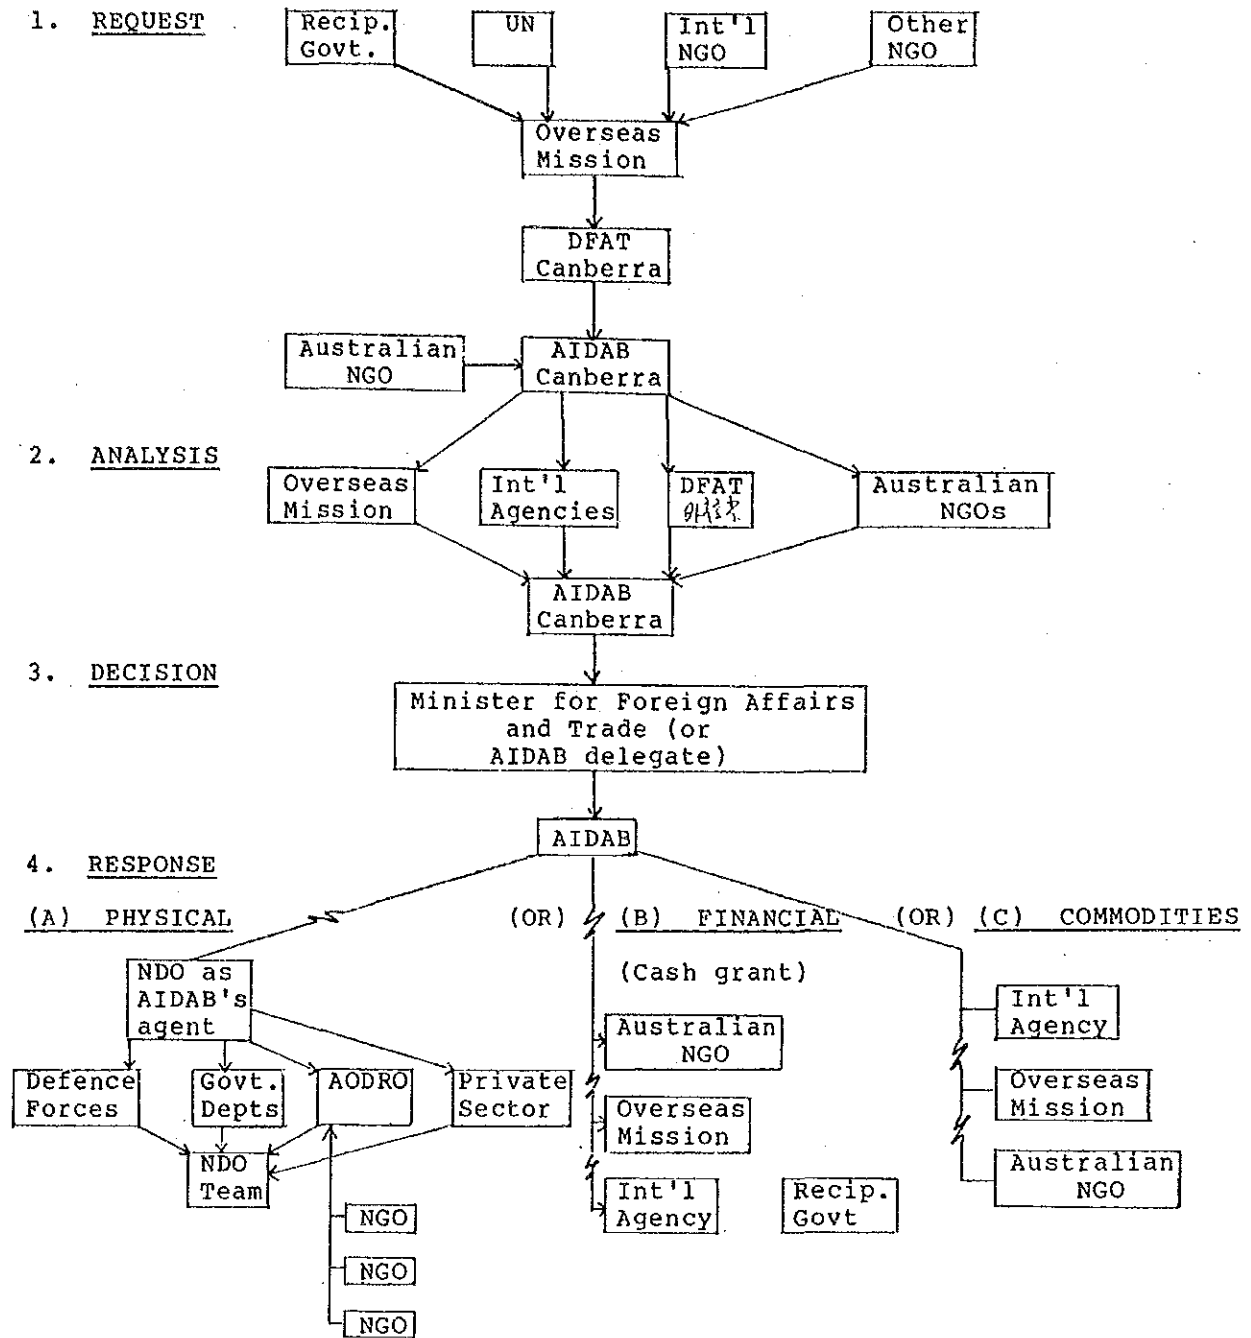 1. REQUEST
Recip.
Govt.
UN
Int'l
NGO
Other
NGO
Overseas
Mission
DFAT
Canberra
Australian
NGO
AIDAB
Canberra
2. ANALYSIS
Overseas
Mission
Int'l
Agencies
DFAT
Australian
NGOs
AIDAB
Canberra
3. DECISION
Minister for Foreign Affairs
and Trade (or
AIDAB delegate)
AIDAB
4. RESPONSE
(A) PHYSICAL
(OR)
(B) FINANCIAL
(OR)
(C) COMMODITIES
NDO as
AIDAB's
agent
Defence
Forces
Govt.
Depts
AODRO
Private
Sector
NDO
Team
NGO
NGO
NGO
(Cash grant)
Australian
NGO
Overseas
Mission
Int'l
Agency
Recip.
Govt
Int'l
Agency
Overseas
Mission
Australian
NGO